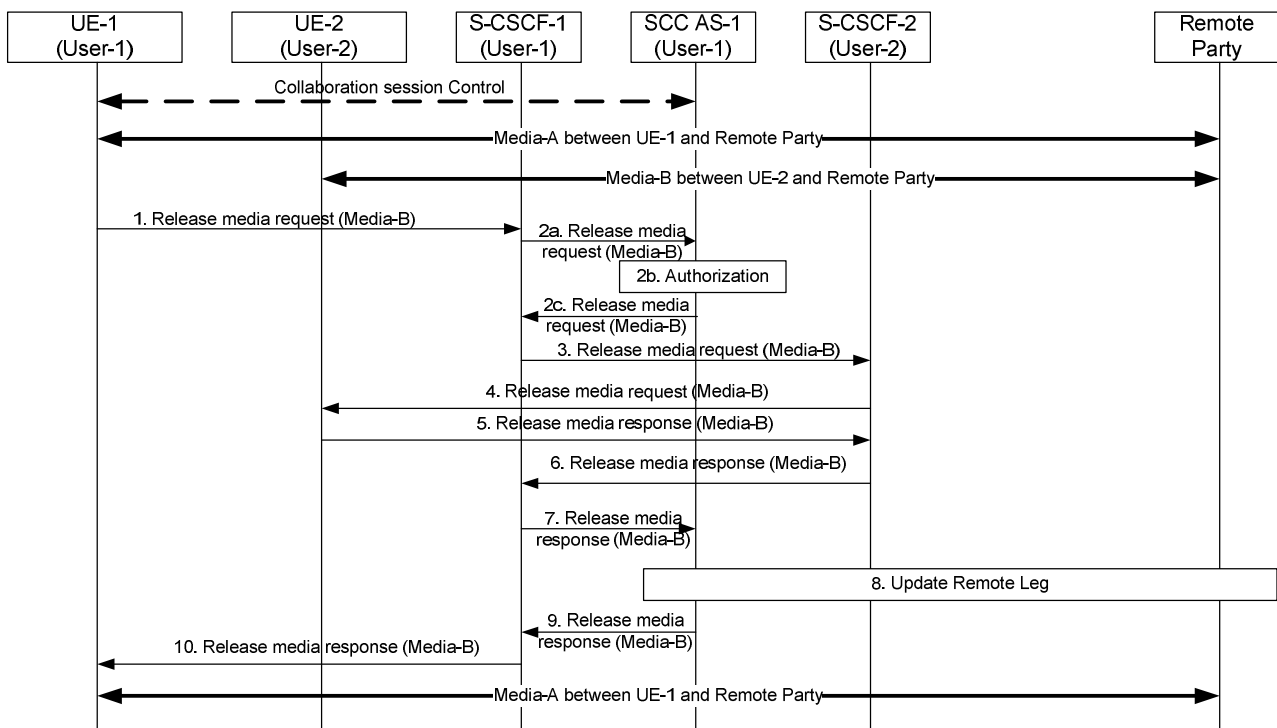 UE-1
(User-1)
UE-2
(User-2)
S-CSCF-1
(User-1)
SCC AS-1
(User-1)
S-CSCF-2
(User-2)
Remote
Party
Collaboration session Control
Media-A between UE-1 and Remote Party
Media-B between UE-2 and Remote Party
1. Release media request (Media-B)
2a. Release media
request (Media-B)
2b. Authorization
2c. Release media
request (Media-B)
3. Release media request (Media-B)
4. Release media request (Media-B)
5. Release media response (Media-B)
6. Release media response (Media-B)
7. Release media
response (Media-B)
8. Update Remote Leg
9. Release media
response (Media-B)
10. Release media response (Media-B)
Media-A between UE-1 and Remote Party